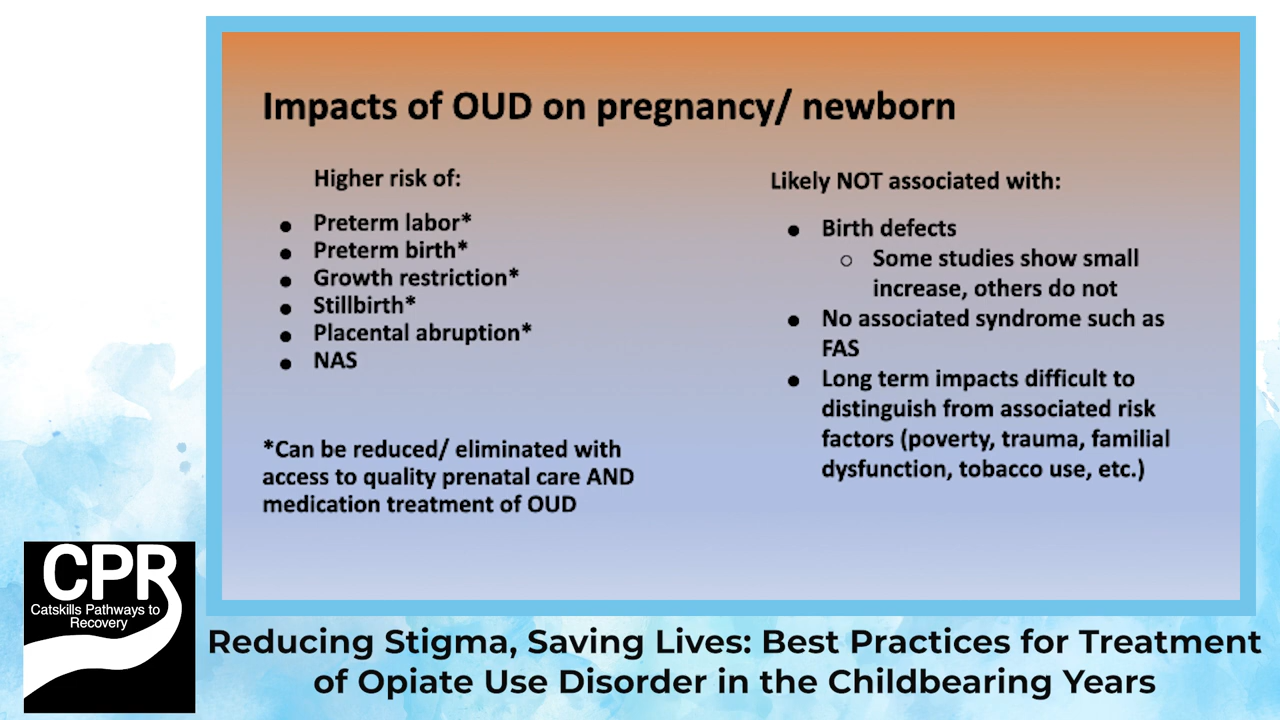 Impacts of OUD on pregnancy/ newborn
Higher risk of:
● Preterm labor*
● Preterm birth*
● Growth restriction*
● Stillbirth*
● Placental abruption*
● NAS
*Can be reduced/ eliminated with
access to quality prenatal care AND
medication treatment of OUD
Likely NOT associated with:
● Birth defects
○ Some studies show small
increase, others do not
● No associated syndrome such as
FAS
● Long term impacts difficult to
distinguish from associated risk
factors (poverty, trauma, familial
dysfunction, tobacco use, etc.)
CPR
Catskills Pathways to
Recovery
Reducing Stigma, Saving Lives: Best Practices for Treatment
of Opiate Use Disorder in the Childbearing Years